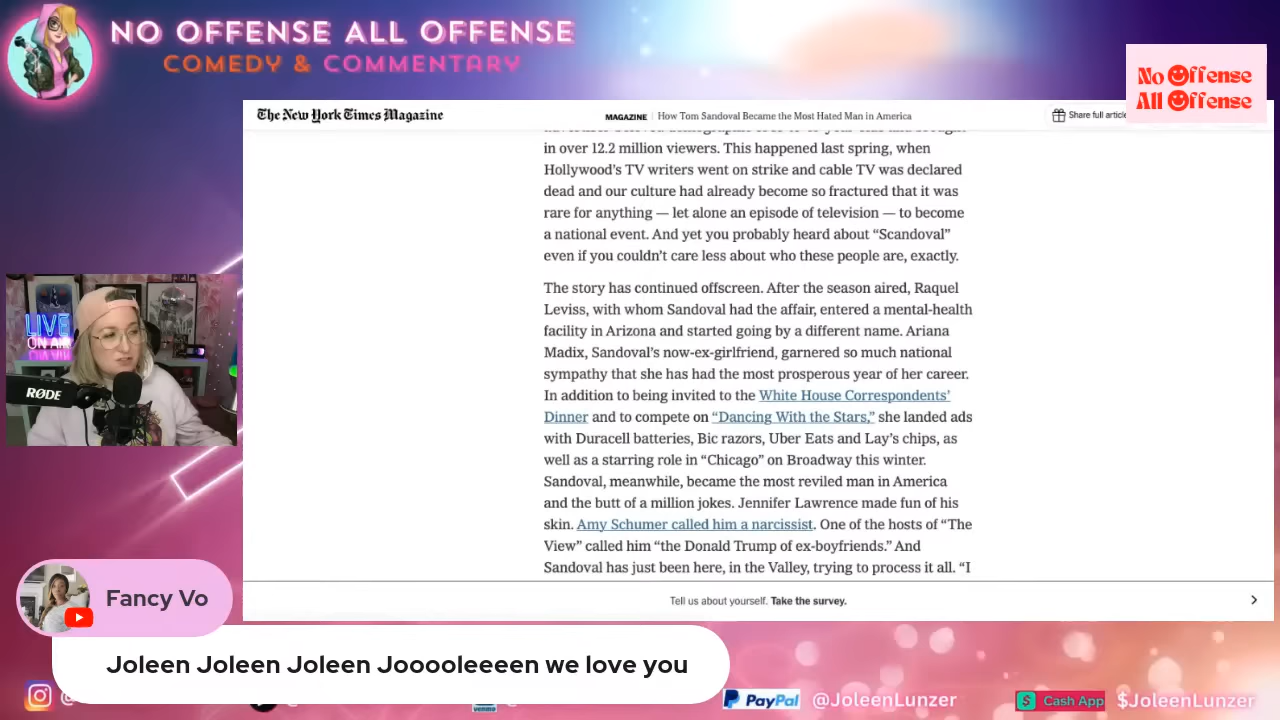 NO OFFENSE ALL OFFENSE
COMEDY & COMMENTARY
No Offense
All Offense
The New York Times Magazine
MAGAZINE | How Tom Sandoval Became the Most Hated Man in America
Share full article
in over 12.2 million viewers. This happened last spring, when
Hollywood’s TV writers went on strike and cable TV was declared
dead and our culture had already become so fractured that it was
rare for anything — let alone an episode of television — to become
a national event. And yet you probably heard about “Scandoval”
even if you couldn’t care less about who these people are, exactly.
The story has continued offscreen. After the season aired, Raquel
Leviss, with whom Sandoval had the affair, entered a mental-health
facility in Arizona and started going by a different name. Ariana
Madix, Sandoval’s now-ex-girlfriend, garnered so much national
sympathy that she has had the most prosperous year of her career.
In addition to being invited to the White House Correspondents’
Dinner and to compete on “Dancing With the Stars,” she landed ads
with Duracell batteries, Bic razors, Uber Eats and Lay’s chips, as
well as a starring role in “Chicago” on Broadway this winter.
Sandoval, meanwhile, became the most reviled man in America
and the butt of a million jokes. Jennifer Lawrence made fun of his
skin. Amy Schumer called him a narcissist. One of the hosts of “The
View” called him “the Donald Trump of ex-boyfriends.” And
Sandoval has just been here, in the Valley, trying to process it all. “I
Tell us about yourself. Take the survey.
LIVE
ON AIR
RØDE
Fancy Vo
Joleen Joleen Joleen Jooooleeeen we love you
@
venmo
PayPal @JoleenLunzer
$ Cash App $JoleenLunzer